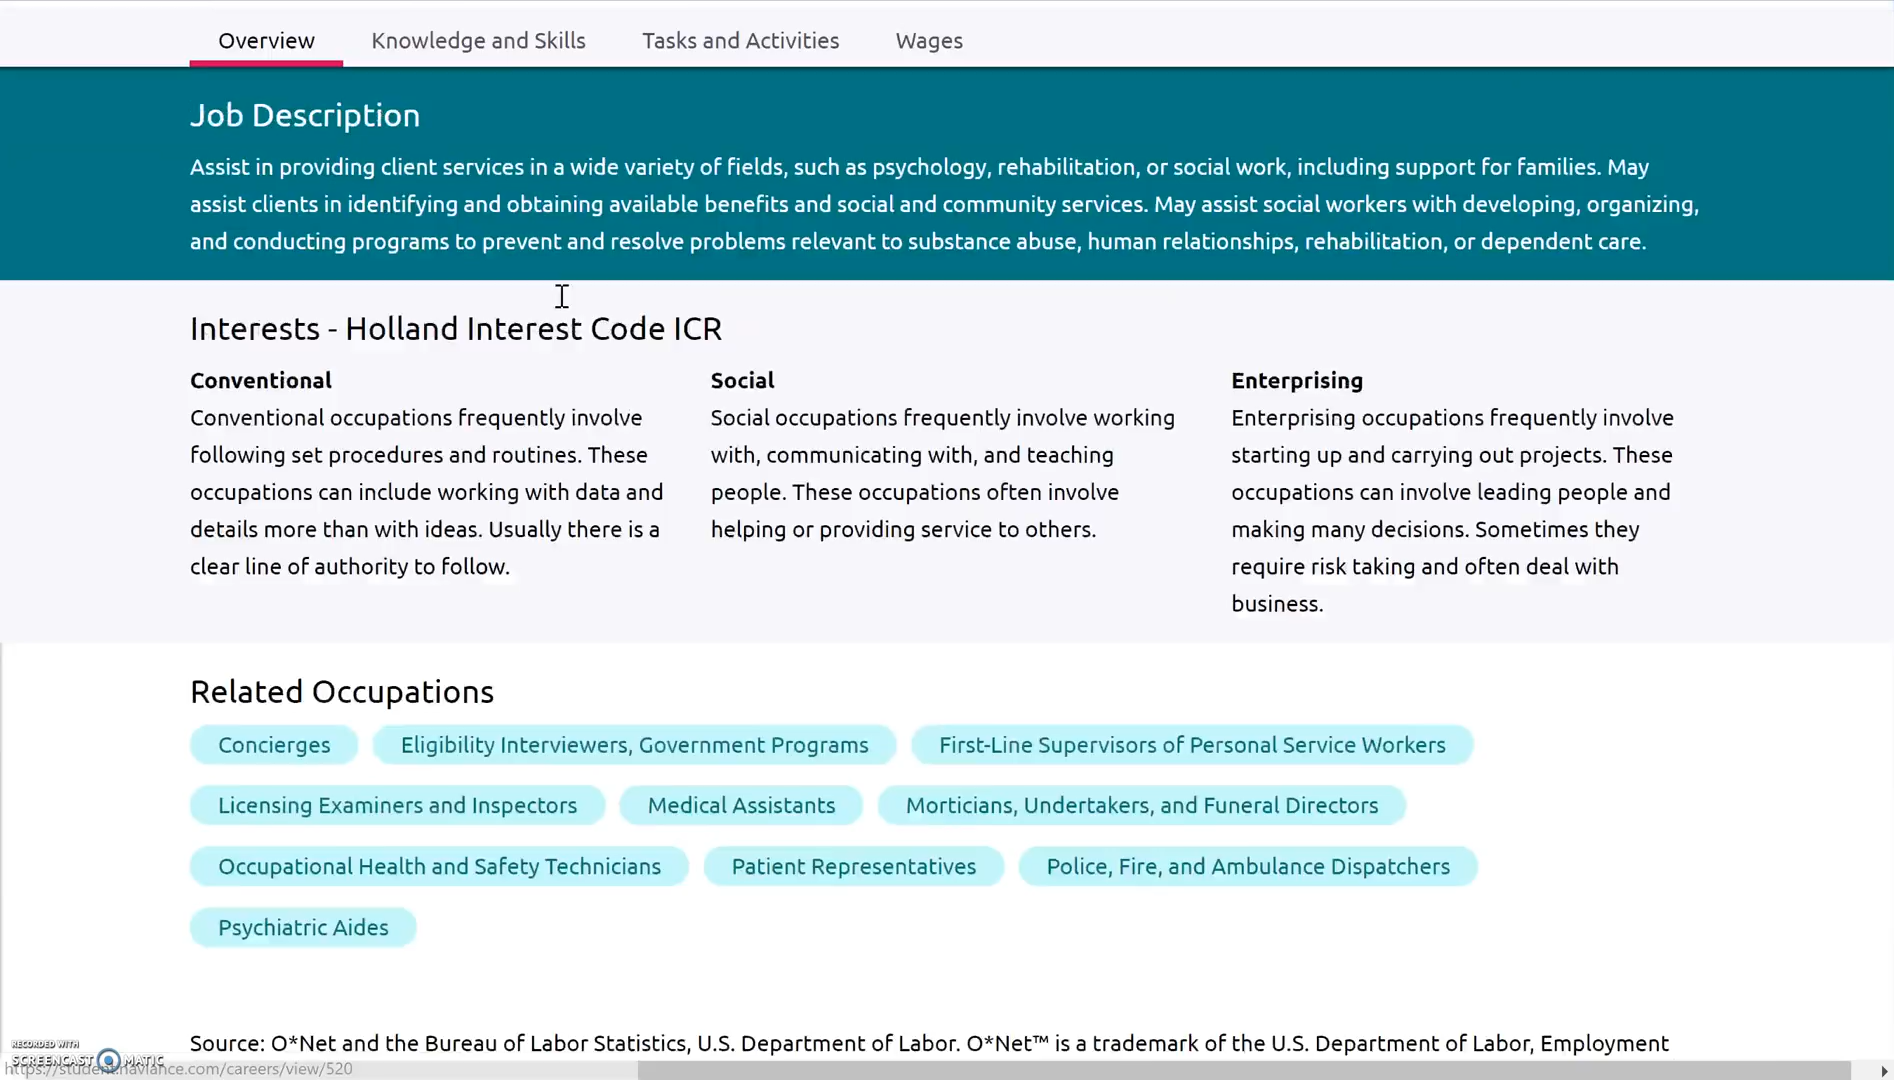 Overview Knowledge and Skills Tasks and Activities Wages
Job Description
Assist in providing client services in a wide variety of fields, such as psychology, rehabilitation, or social work, including support for families. May
assist clients in identifying and obtaining available benefits and social and community services. May assist social workers with developing, organizing,
and conducting programs to prevent and resolve problems relevant to substance abuse, human relationships, rehabilitation, or dependent care.
Interests - Holland Interest Code ICR
Conventional
Conventional occupations frequently involve
following set procedures and routines. These
occupations can include working with data and
details more than with ideas. Usually there is a
clear line of authority to follow.
Social
Social occupations frequently involve working
with, communicating with, and teaching
people. These occupations often involve
helping or providing service to others.
Enterprising
Enterprising occupations frequently involve
starting up and carrying out projects. These
occupations can involve leading people and
making many decisions. Sometimes they
require risk taking and often deal with
business.
Related Occupations
Concierges Eligibility Interviewers, Government Programs First-Line Supervisors of Personal Service Workers
Licensing Examiners and Inspectors Medical Assistants Morticians, Undertakers, and Funeral Directors
Occupational Health and Safety Technicians Patient Representatives Police, Fire, and Ambulance Dispatchers
Psychiatric Aides
Source: O*Net and the Bureau of Labor Statistics, U.S. Department of Labor. O*Net™ is a trademark of the U.S. Department of Labor, Employment
RECORDED WITH
SCREENCAST MATIC
https://student.naviance.com/careers/view/520